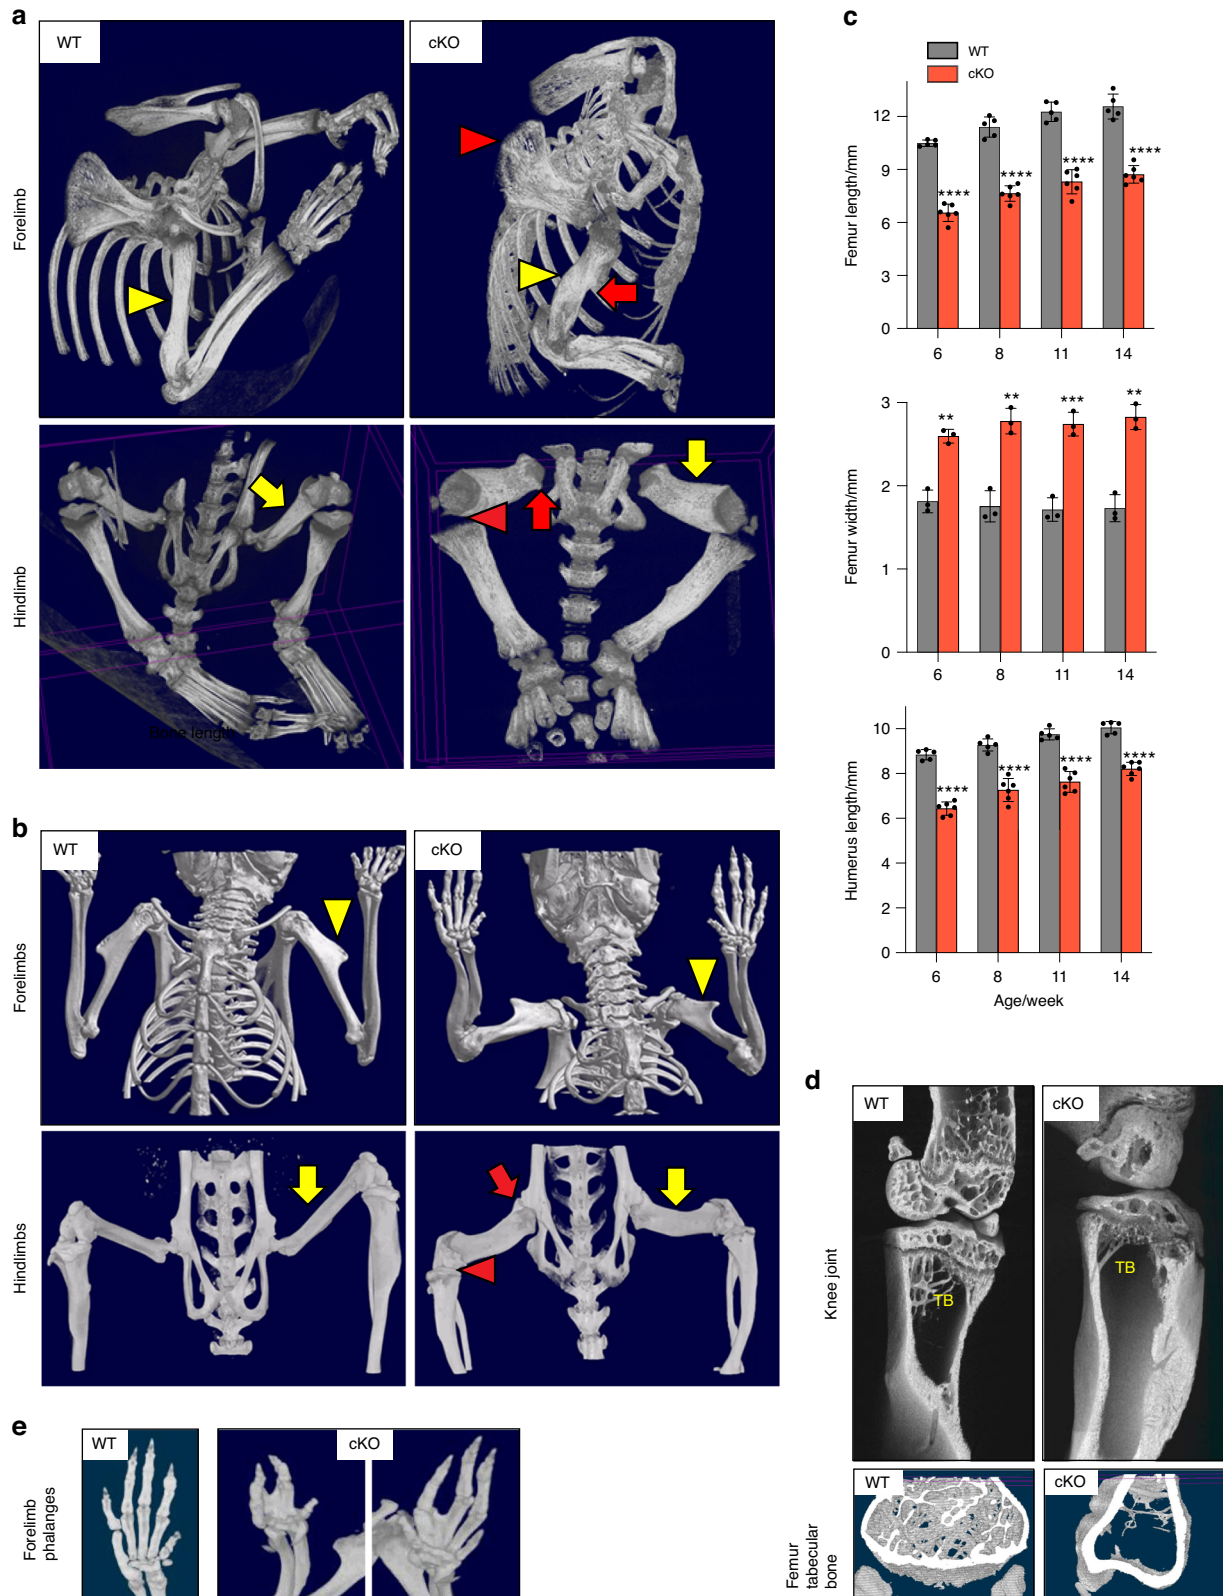 a
WT
cKO
Forelimb
Hindlimb
Bone length
b
WT
cKO
Forelimbs
Hindlimbs
c
WT
cKO
Femur length/mm
12
9
6
3
0
****
****
****
****
6
8
11
14
Femur width/mm
3
2
1
0
**
**
***
**
6
8
11
14
Humerus length/mm
10
8
6
4
2
0
****
****
****
****
6
8
11
14
Age/week
d
WT
cKO
Knee joint
TB
TB
WT
cKO
Femur
tabecular
bone
e
WT
cKO
Forelimb
phalanges